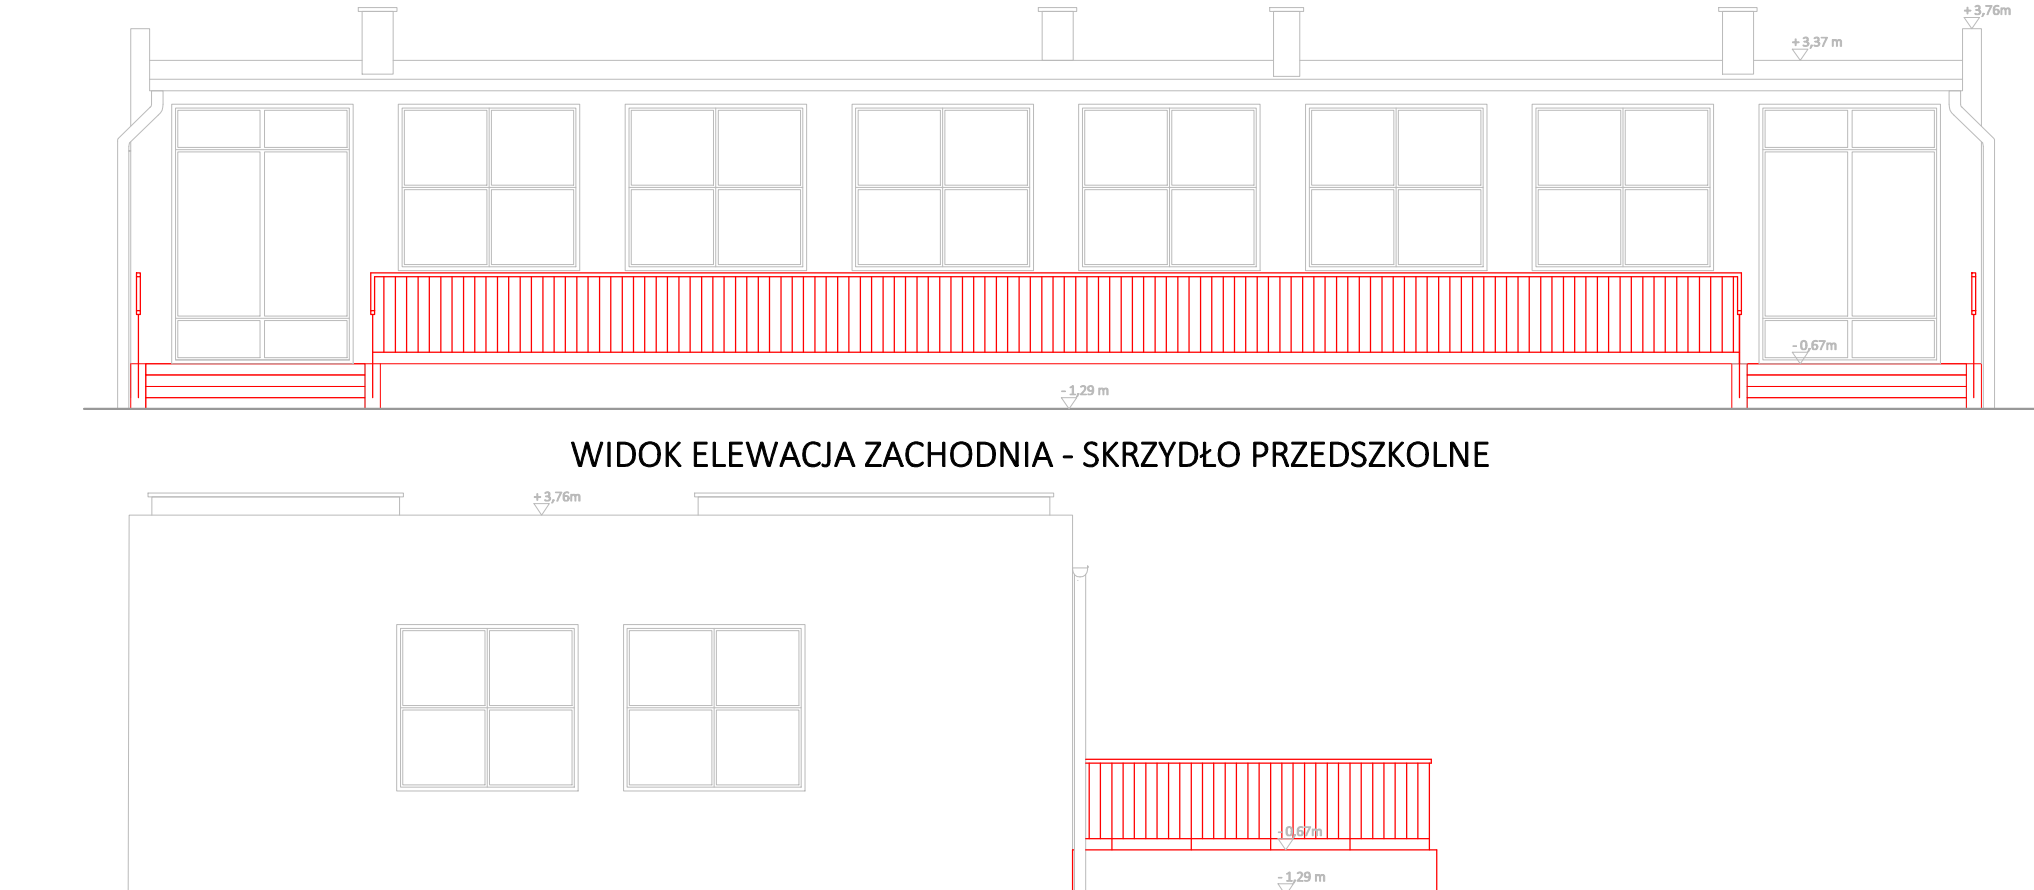 + 3,76m
+ 3,37 m
- 0,67m
- 1,29 m
WIDOK ELEWACJA ZACHODNIA - SKRZYDŁO PRZEDSZKOLNE
+ 3,76m
- 0,67m
- 1,29 m